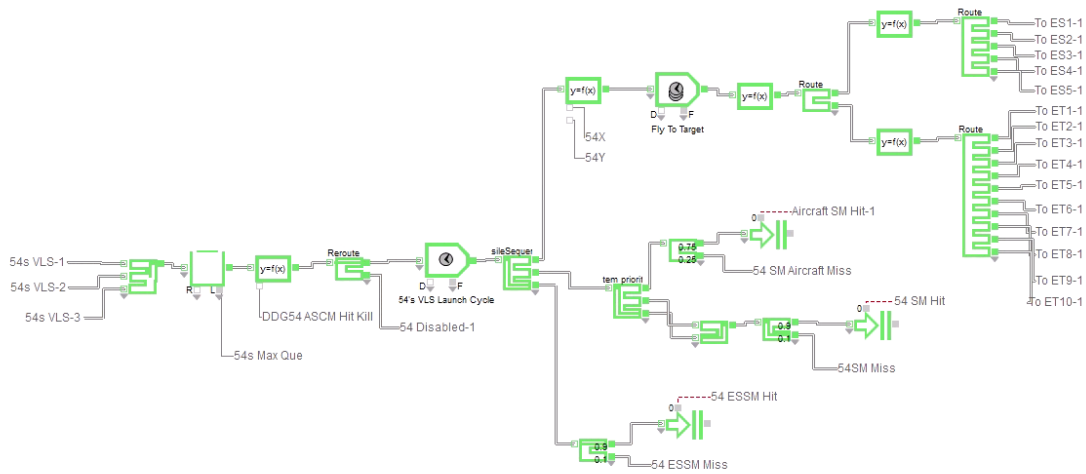 Route
y=f(x)
To ES1-1
To ES2-1
To ES3-1
To ES4-1
To ES5-1
y=f(x)
D
F
Fly To Target
y=f(x)
Route
54X
54Y
y=f(x)
Route
To ET1-1
To ET2-1
To ET3-1
To ET4-1
To ET5-1
To ET6-1
To ET7-1
To ET8-1
To ET9-1
To ET10-1
0
Aircraft SM Hit-1
0.75
0.25
54 SM Aircraft Miss
54s VLS-1
54s VLS-2
54s VLS-3
R
L
y=f(x)
Reroute
D
F
54's VLS Launch Cycle
sileSequer
tem priorit
DDG54 ASCM Hit Kill
54 Disabled-1
54s Max Que
0
54 SM Hit
0.9
0.1
54SM Miss
0
54 ESSM Hit
0.9
0.1
54 ESSM Miss